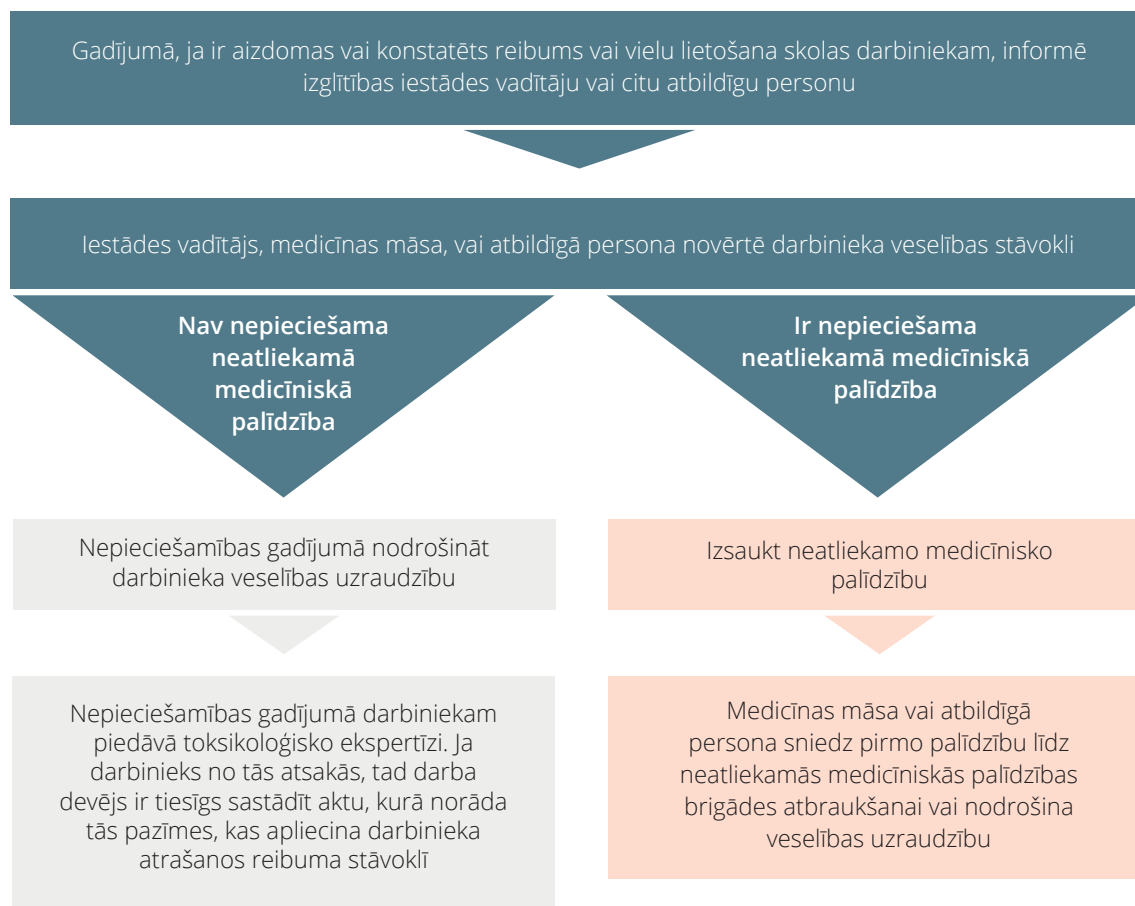 Gadījumā, ja ir aizdomas vai konstatēts reibums vai vielu lietošana skolas darbiniekam, informē
izglītības iestādes vadītāju vai citu atbildīgu personu
Iestādes vadītājs, medicīnas māsa, vai atbildīgā persona novērtē darbinieka veselības stāvokli
Nav nepieciešama
neatliekamā
medicīniskā
palīdzība
Ir nepieciešama
neatliekamā medicīniskā
palīdzība
Nepieciešamības gadījumā nodrošināt
darbinieka veselības uzraudzību
Izsaukt neatliekamo medicīnisko
palīdzību
Nepieciešamības gadījumā darbiniekam
piedāvā toksikoloģisko ekspertīzi. Ja
darbinieks no tās atsakās, tad darba
devējs ir tiesīgs sastādīt aktu, kurā norāda
tās pazīmes, kas apliecina darbinieka
atrašanos reibuma stāvoklī
Medicīnas māsa vai atbildīgā
persona sniedz pirmo palīdzību līdz
neatliekamās medicīniskās palīdzības
brigādes atbraukšanai vai nodrošina
veselības uzraudzību